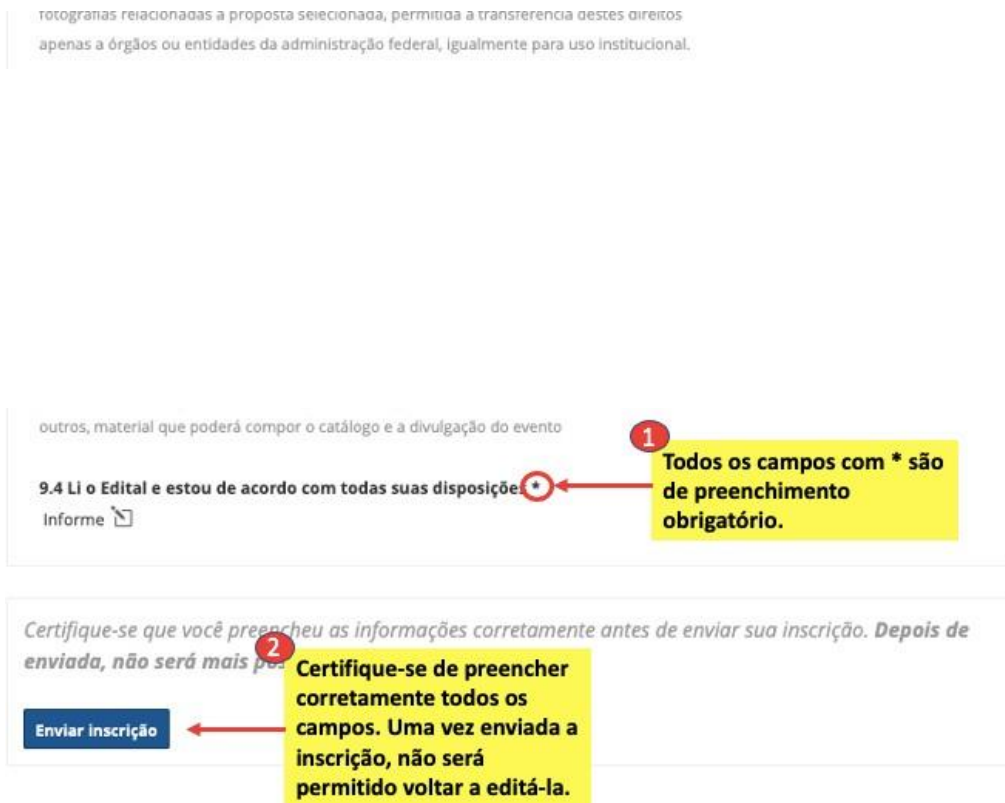 fotografias relacionadas à proposta selecionada, permitida a transferência destes direitos
apenas a órgãos ou entidades da administração federal, igualmente para uso institucional.
outros, material que poderá compor o catálogo e a divulgação do evento
1
Todos os campos com * são
de preenchimento
obrigatório.
9.4 Li o Edital e estou de acordo com todas suas disposições *
Informe
Certifique-se que você preencheu as informações corretamente antes de enviar sua inscrição. Depois de
enviada, não será mais
2
Certifique-se de preencher
corretamente todos os
campos. Uma vez enviada a
inscrição, não será
permitido voltar a editá-la.
Enviar inscrição